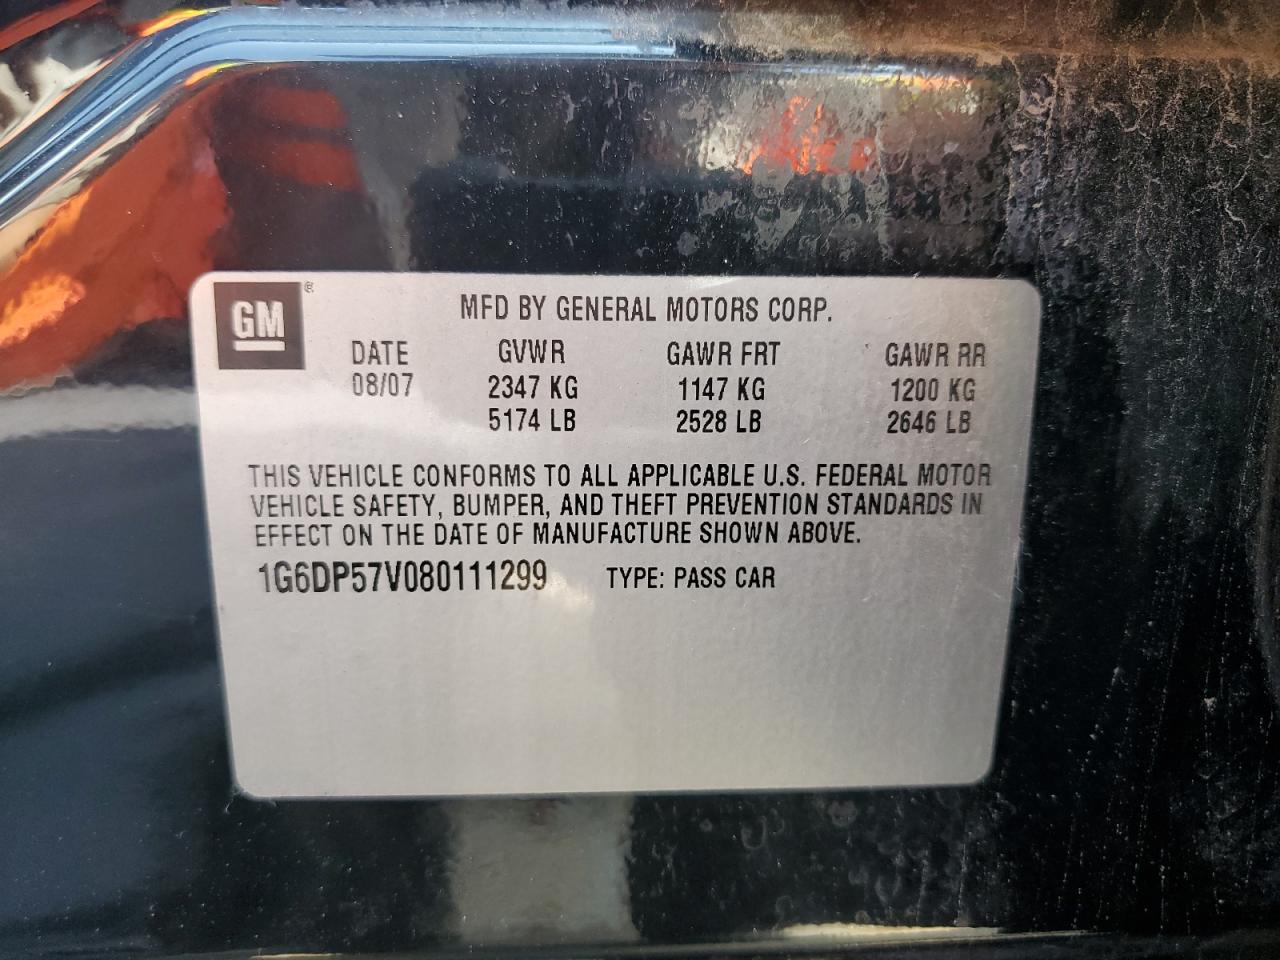 GM ®
MFD BY GENERAL MOTORS CORP.
DATE GVWR GAWR FRT GAWR RR
08/07 2347 KG 1147 KG 1200 KG
5174 LB 2528 LB 2646 LB
THIS VEHICLE CONFORMS TO ALL APPLICABLE U.S. FEDERAL MOTOR
VEHICLE SAFETY, BUMPER, AND THEFT PREVENTION STANDARDS IN
EFFECT ON THE DATE OF MANUFACTURE SHOWN ABOVE.
1G6DP57V080111299 TYPE: PASS CAR